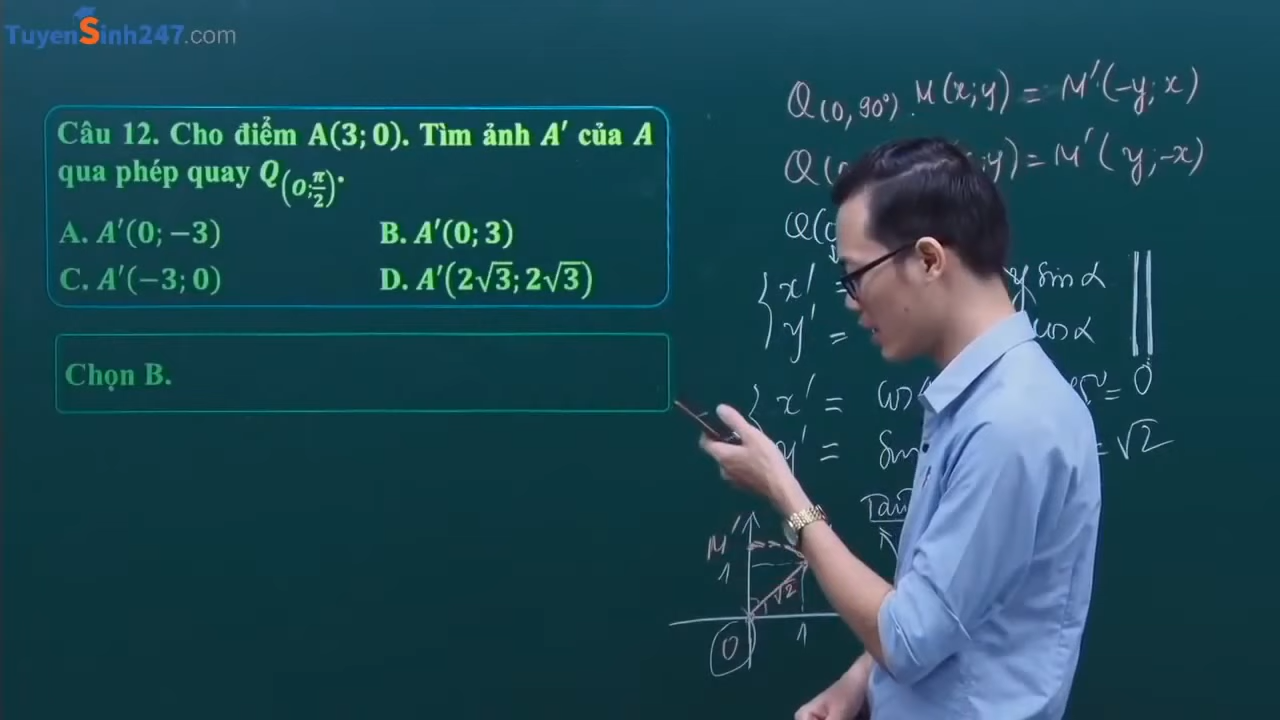 TuyenSinh247.com
Câu 12. Cho điểm A(3; 0). Tìm ảnh A′ của A
qua phép quay Q(O;π/2).
A. A′(0; −3)
B. A′(0; 3)
C. A′(−3; 0)
D. A′(2√3; 2√3)
Chọn B.
Q(0, 90°). M(x;y) = M′(-y; x)
;y) = M′(y; -x)
x′ =
y sin α
y′ =
cos α
x′ =
= 0
y′ =
= √2
M′
1
√2
O
1